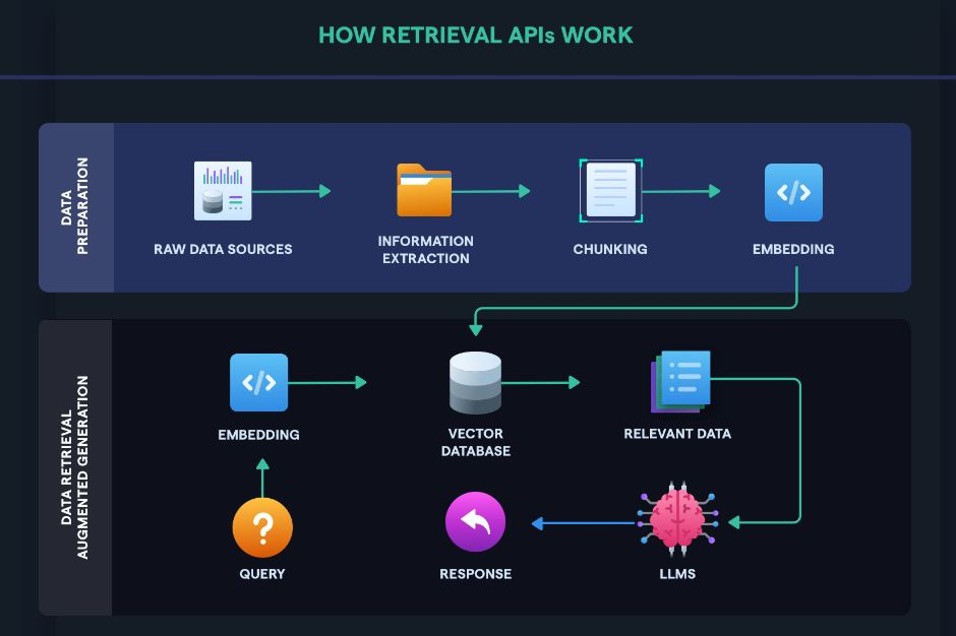 HOW RETRIEVAL APIs WORK
DATA
PREPARATION
RAW DATA SOURCES
INFORMATION
EXTRACTION
CHUNKING
EMBEDDING
DATA RETRIEVAL
AUGMENTED GENERATION
EMBEDDING
VECTOR
DATABASE
RELEVANT DATA
QUERY
RESPONSE
LLMS